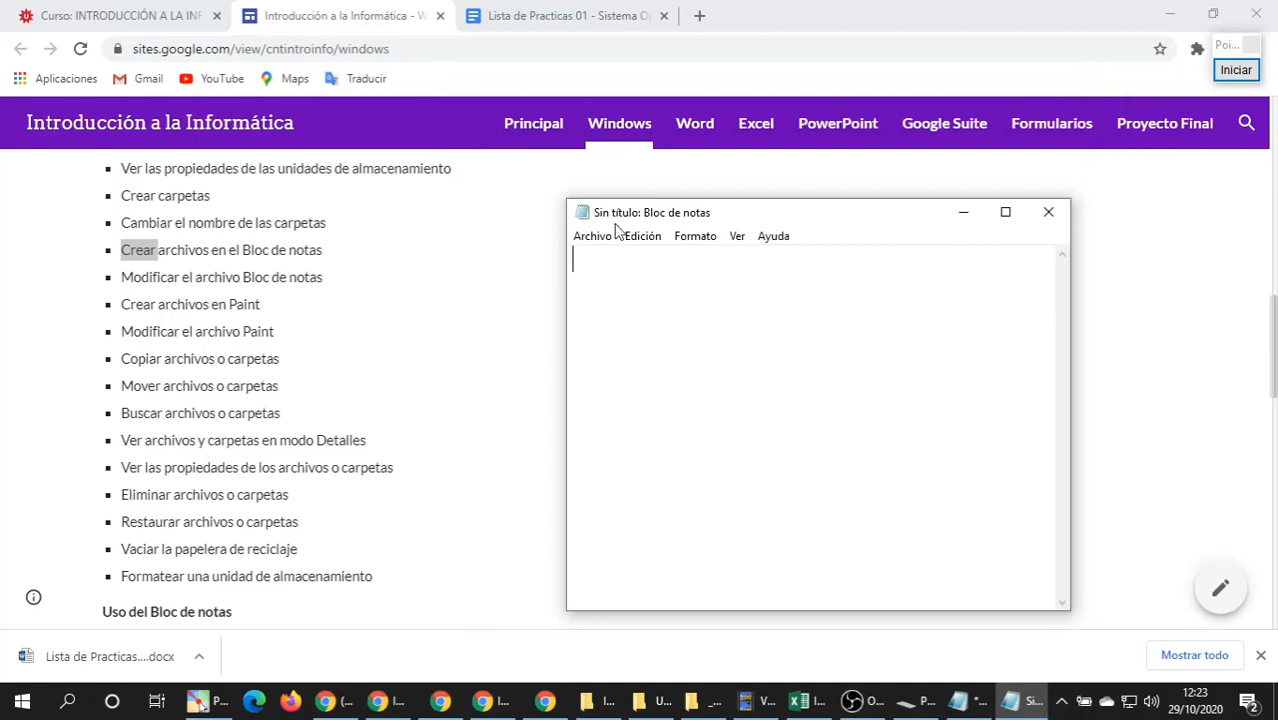 Curso: INTRODUCCIÓN A LA INF
Introducción a la Informática - W
Lista de Practicas 01 - Sistema Op
sites.google.com/view/cntintroinfo/windows
Poi...
Iniciar
Aplicaciones
Gmail
YouTube
Maps
Traducir
Introducción a la Informática
Principal
Windows
Word
Excel
PowerPoint
Google Suite
Formularios
Proyecto Final
Ver las propiedades de las unidades de almacenamiento
Crear carpetas
Cambiar el nombre de las carpetas
Crear archivos en el Bloc de notas
Modificar el archivo Bloc de notas
Crear archivos en Paint
Modificar el archivo Paint
Copiar archivos o carpetas
Mover archivos o carpetas
Buscar archivos o carpetas
Ver archivos y carpetas en modo Detalles
Ver las propiedades de los archivos o carpetas
Eliminar archivos o carpetas
Restaurar archivos o carpetas
Vaciar la papelera de reciclaje
Formatear una unidad de almacenamiento
Uso del Bloc de notas
Sin título: Bloc de notas
Archivo Edición Formato Ver Ayuda
Lista de Practicas....docx
Mostrar todo
P...
(...
I...
I...
I...
U...
_...
V...
I...
O...
P...
*...
Si...
12:23
29/10/2020
2